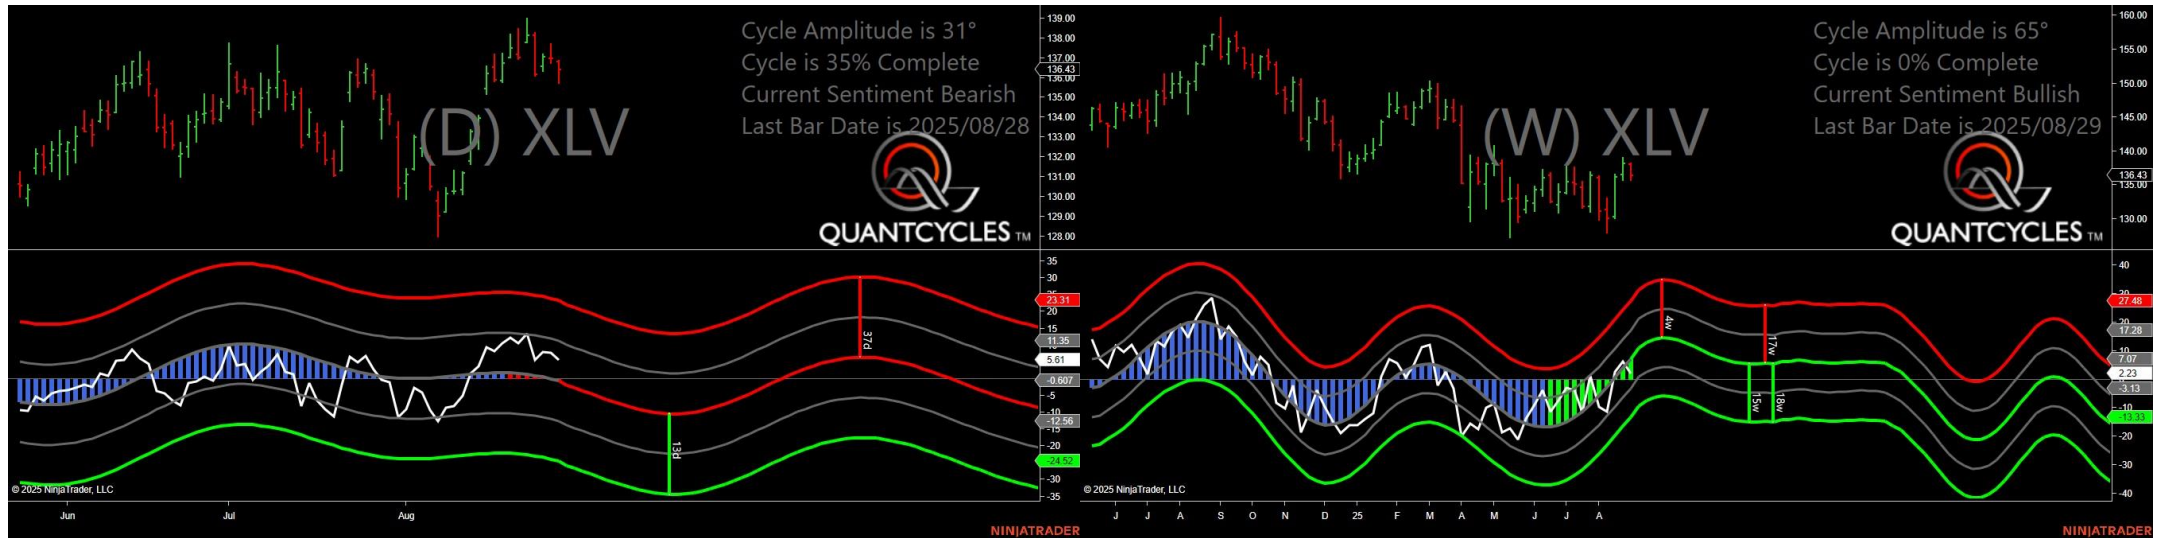 Cycle Amplitude is 31°
Cycle is 35% Complete
Current Sentiment Bearish
Last Bar Date is 2025/08/28
(D) XLV
QUANTCYCLES TM
139.00
138.00
137.00
136.43
136.00
135.00
134.00
133.00
132.00
131.00
130.00
129.00
128.00
35
30
23.31
20
15
11.35
5.61
-0.607
-5
-10
-12.56
-15
-20
-24.52
-30
-35
37d
13d
© 2025 NinjaTrader, LLC
Jun
Jul
Aug
NINJATRADER
Cycle Amplitude is 65°
Cycle is 0% Complete
Current Sentiment Bullish
Last Bar Date is 2025/08/29
(W) XLV
QUANTCYCLES TM
160.00
155.00
150.00
145.00
140.00
136.43
135.00
130.00
40
30
27.48
20
17.28
7.07
2.23
-3.13
-10
-13.33
-20
-30
-40
4w
17w
15w
18w
© 2025 NinjaTrader, LLC
J
J
A
S
O
N
D
25
F
M
A
M
J
J
A
NINJATRADER